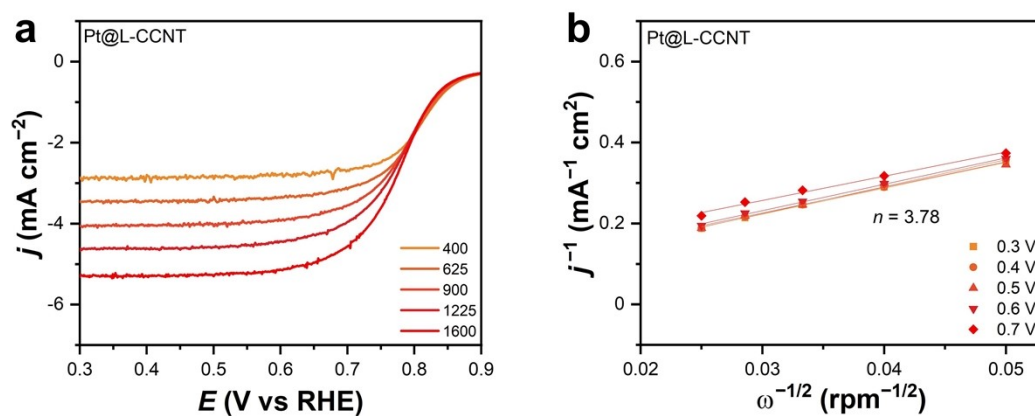 a
Pt@L-CCNT
0
−2
−4
−6
j (mA cm−2)
400
625
900
1225
1600
0.3 0.4 0.5 0.6 0.7 0.8 0.9
E (V vs RHE)
b
Pt@L-CCNT
0.6
0.4
0.2
0
j−1 (mA−1 cm2)
n = 3.78
0.3 V
0.4 V
0.5 V
0.6 V
0.7 V
0.02 0.03 0.04 0.05
ω−1/2 (rpm−1/2)